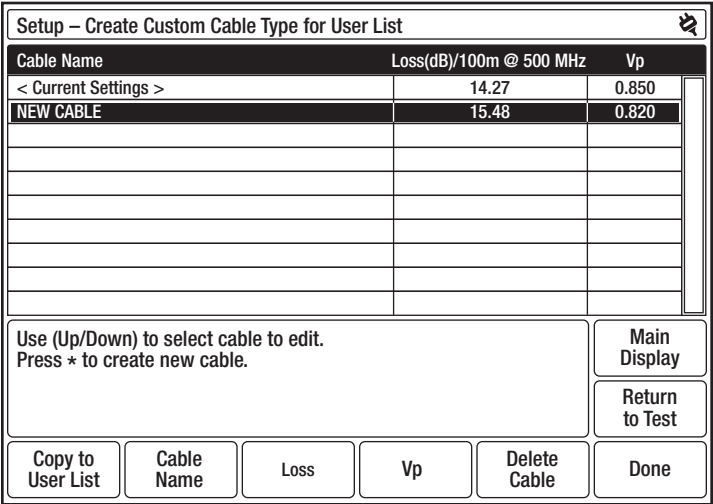 Setup – Create Custom Cable Type for User List
Cable Name Loss(dB)/100m @ 500 MHz Vp
< Current Settings > 14.27 0.850
NEW CABLE 15.48 0.820
Use (Up/Down) to select cable to edit.
Press * to create new cable.
Main
Display
Return
to Test
Copy to
User List
Cable
Name
Loss
Vp
Delete
Cable
Done